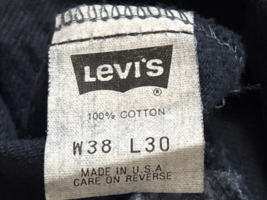 Levi's
®
100% COTTON
W38 L30
MADE IN U.S.A
CARE ON REVERSE